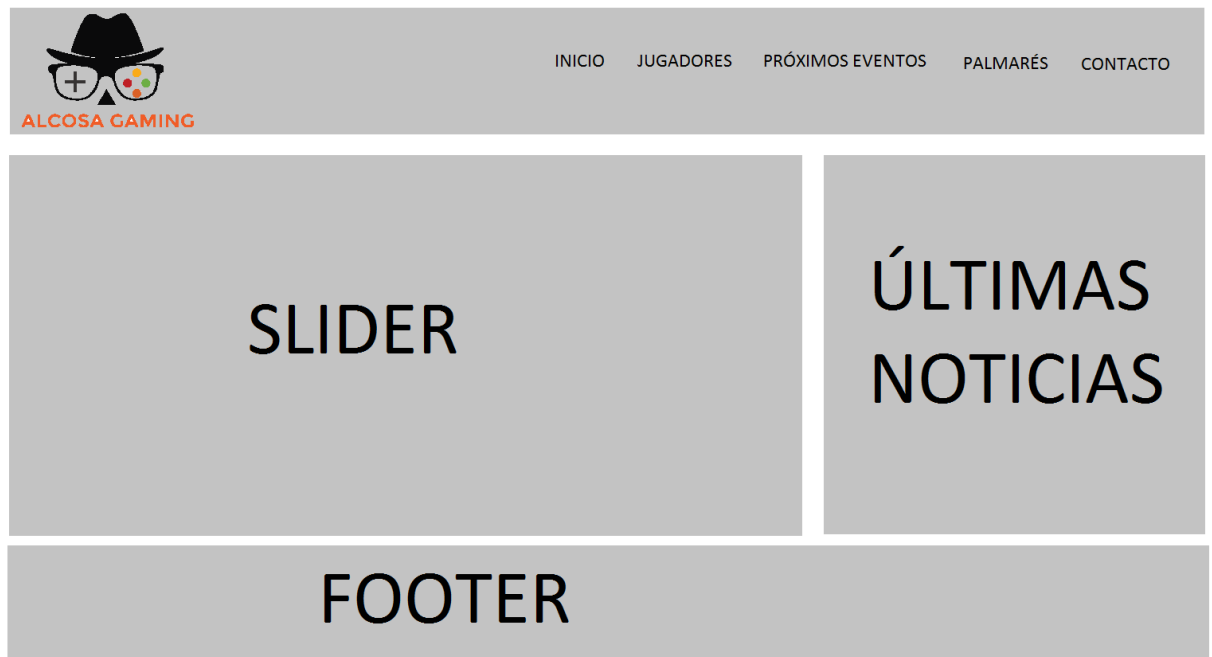 ALCOSA GAMING
INICIO JUGADORES PRÓXIMOS EVENTOS PALMARÉS CONTACTO
SLIDER
ÚLTIMAS
NOTICIAS
FOOTER